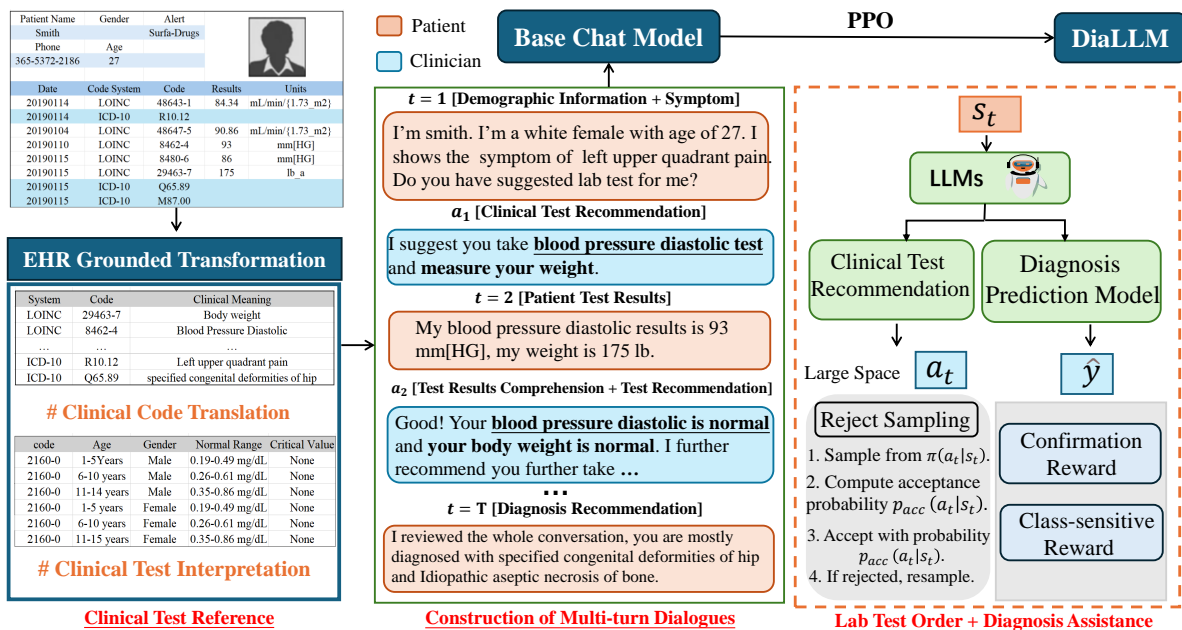 Patient Name Gender Alert
Smith Surfa-Drugs
Phone Age
365-5372-2186 27
Date Code System Code Results Units
20190114 LOINC 48643-1 84.34 mL/min/{1.73_m2}
20190114 ICD-10 R10.12
20190104 LOINC 48647-5 90.86 mL/min/{1.73_m2}
20190110 LOINC 8462-4 93 mm[HG]
20190115 LOINC 8480-6 86 mm[HG]
20190115 LOINC 29463-7 175 lb_a
20190115 ICD-10 Q65.89
20190115 ICD-10 M87.00
EHR Grounded Transformation
System Code Clinical Meaning
LOINC 29463-7 Body weight
LOINC 8462-4 Blood Pressure Diastolic
... ... ...
ICD-10 R10.12 Left upper quadrant pain
ICD-10 Q65.89 specified congenital deformities of hip
# Clinical Code Translation
code Age Gender Normal Range Critical Value
2160-0 1-5Years Male 0.19-0.49 mg/dL None
2160-0 6-10 years Male 0.26-0.61 mg/dL None
2160-0 11-14 years Male 0.35-0.86 mg/dL None
2160-0 1-5 years Female 0.19-0.49 mg/dL None
2160-0 6-10 years Female 0.26-0.61 mg/dL None
2160-0 11-15 years Female 0.35-0.86 mg/dL None
# Clinical Test Interpretation
Clinical Test Reference
Patient
Clinician
Base Chat Model
PPO
DiaLLM
t = 1 [Demographic Information + Symptom]
I'm smith. I'm a white female with age of 27. I
shows the symptom of left upper quadrant pain.
Do you have suggested lab test for me?
a₁ [Clinical Test Recommendation]
I suggest you take blood pressure diastolic test
and measure your weight.
t = 2 [Patient Test Results]
My blood pressure diastolic results is 93
mm[HG], my weight is 175 lb.
a₂ [Test Results Comprehension + Test Recommendation]
Good! Your blood pressure diastolic is normal
and your body weight is normal. I further
recommend you further take ...
...
t = T [Diagnosis Recommendation]
I reviewed the whole conversation, you are mostly
diagnosed with specified congenital deformities of hip
and Idiopathic aseptic necrosis of bone.
Construction of Multi-turn Dialogues
sₜ
LLMs
Clinical Test
Recommendation
Diagnosis
Prediction Model
Large Space
aₜ
ŷ
Reject Sampling
1. Sample from π(aₜ|sₜ).
2. Compute acceptance
probability p_acc (aₜ|sₜ).
3. Accept with probability
p_acc (aₜ|sₜ).
4. If rejected, resample.
Confirmation
Reward
Class-sensitive
Reward
Lab Test Order + Diagnosis Assistance